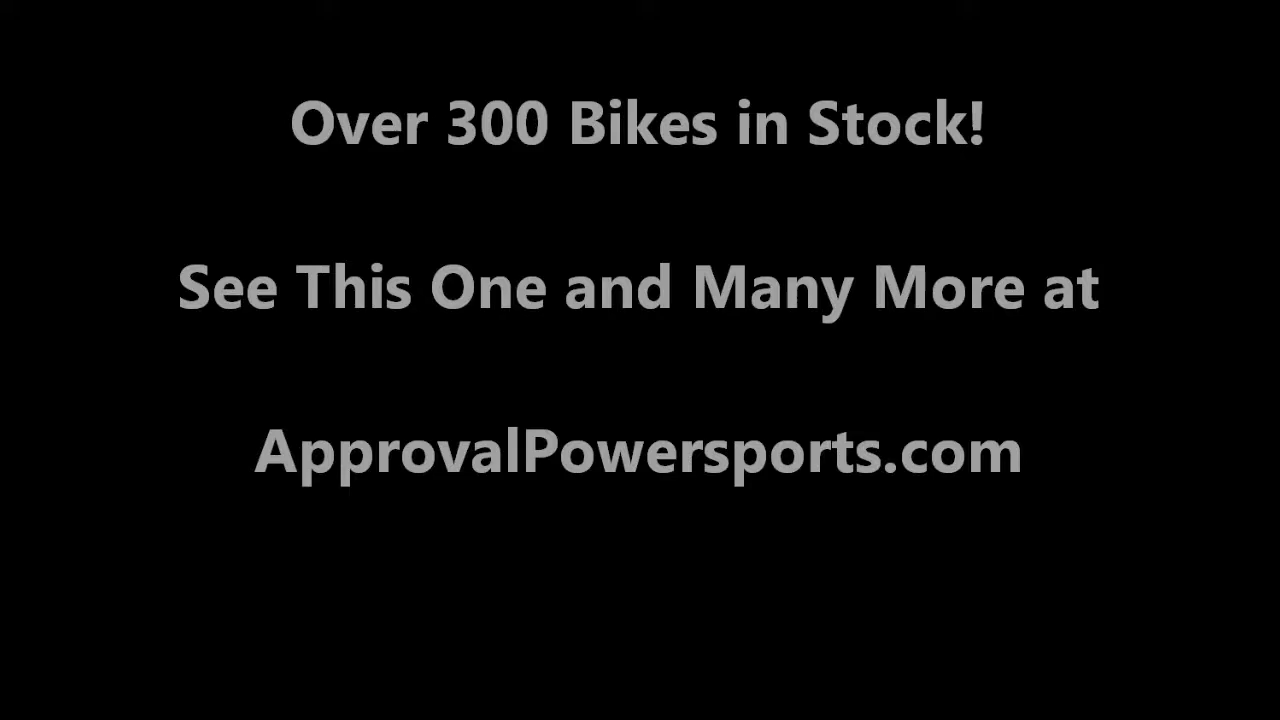 Over 300 Bikes in Stock!
See This One and Many More at
ApprovalPowersports.com